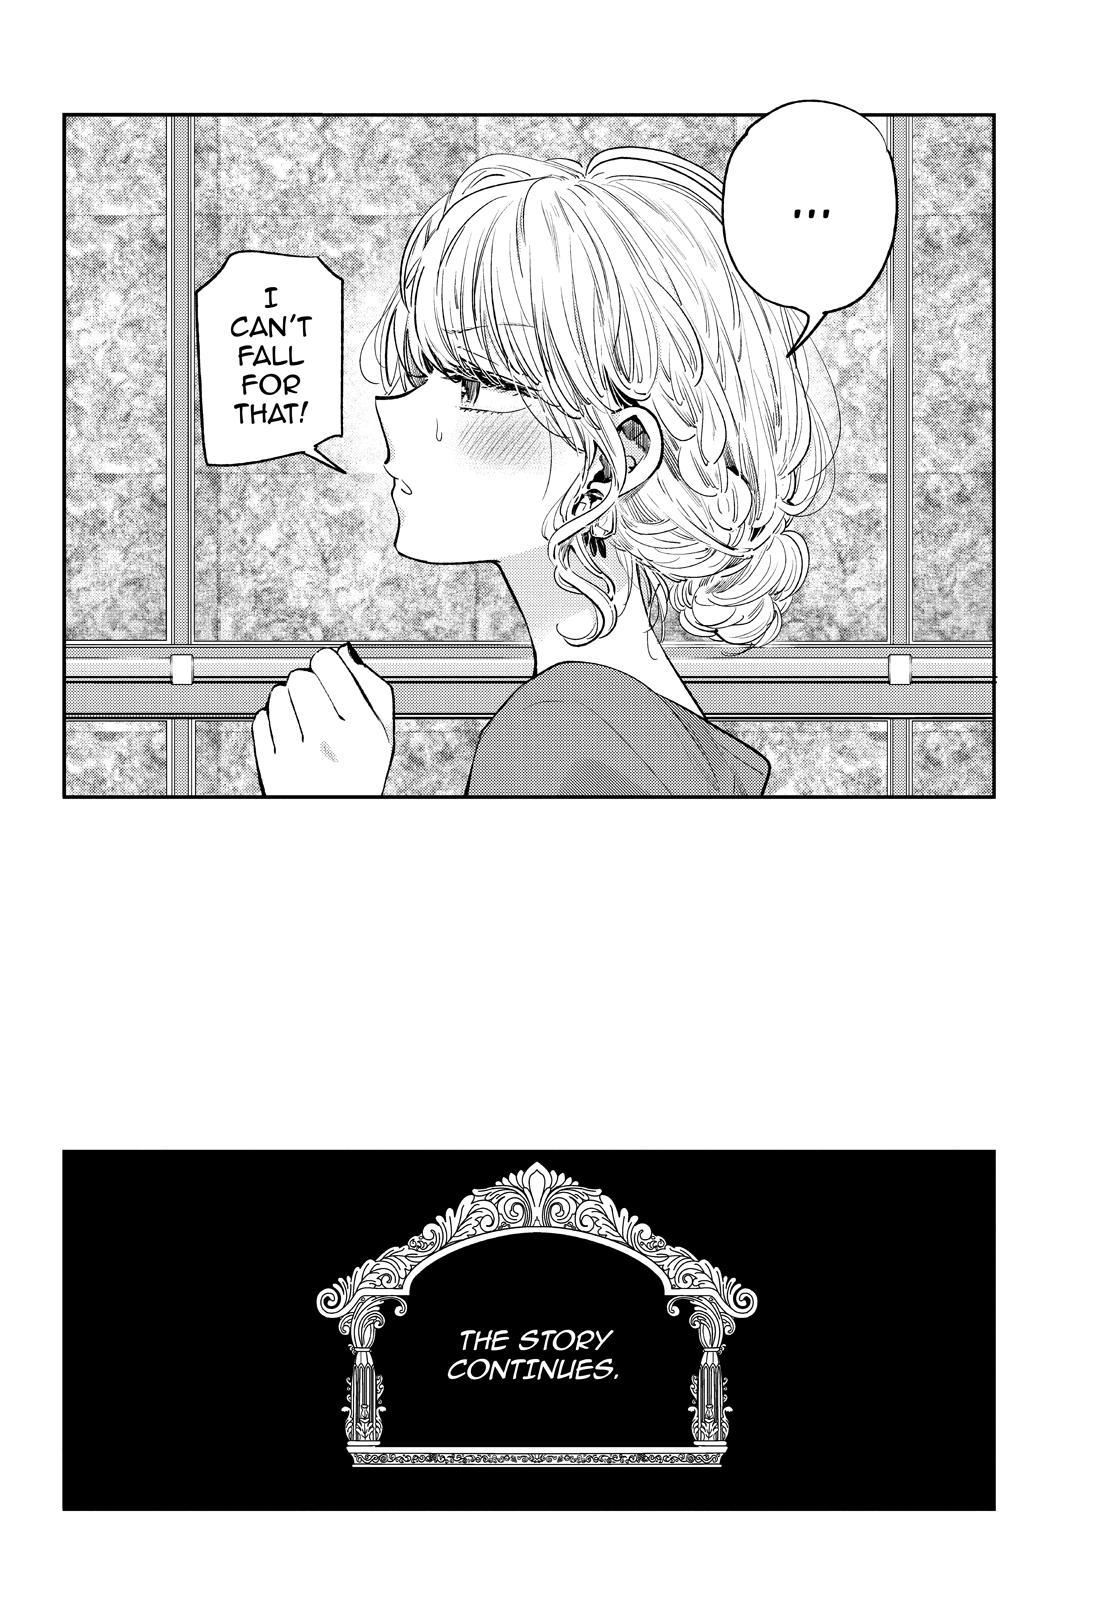 ...
I
CAN'T
FALL
FOR
THAT!
THE STORY
CONTINUES.